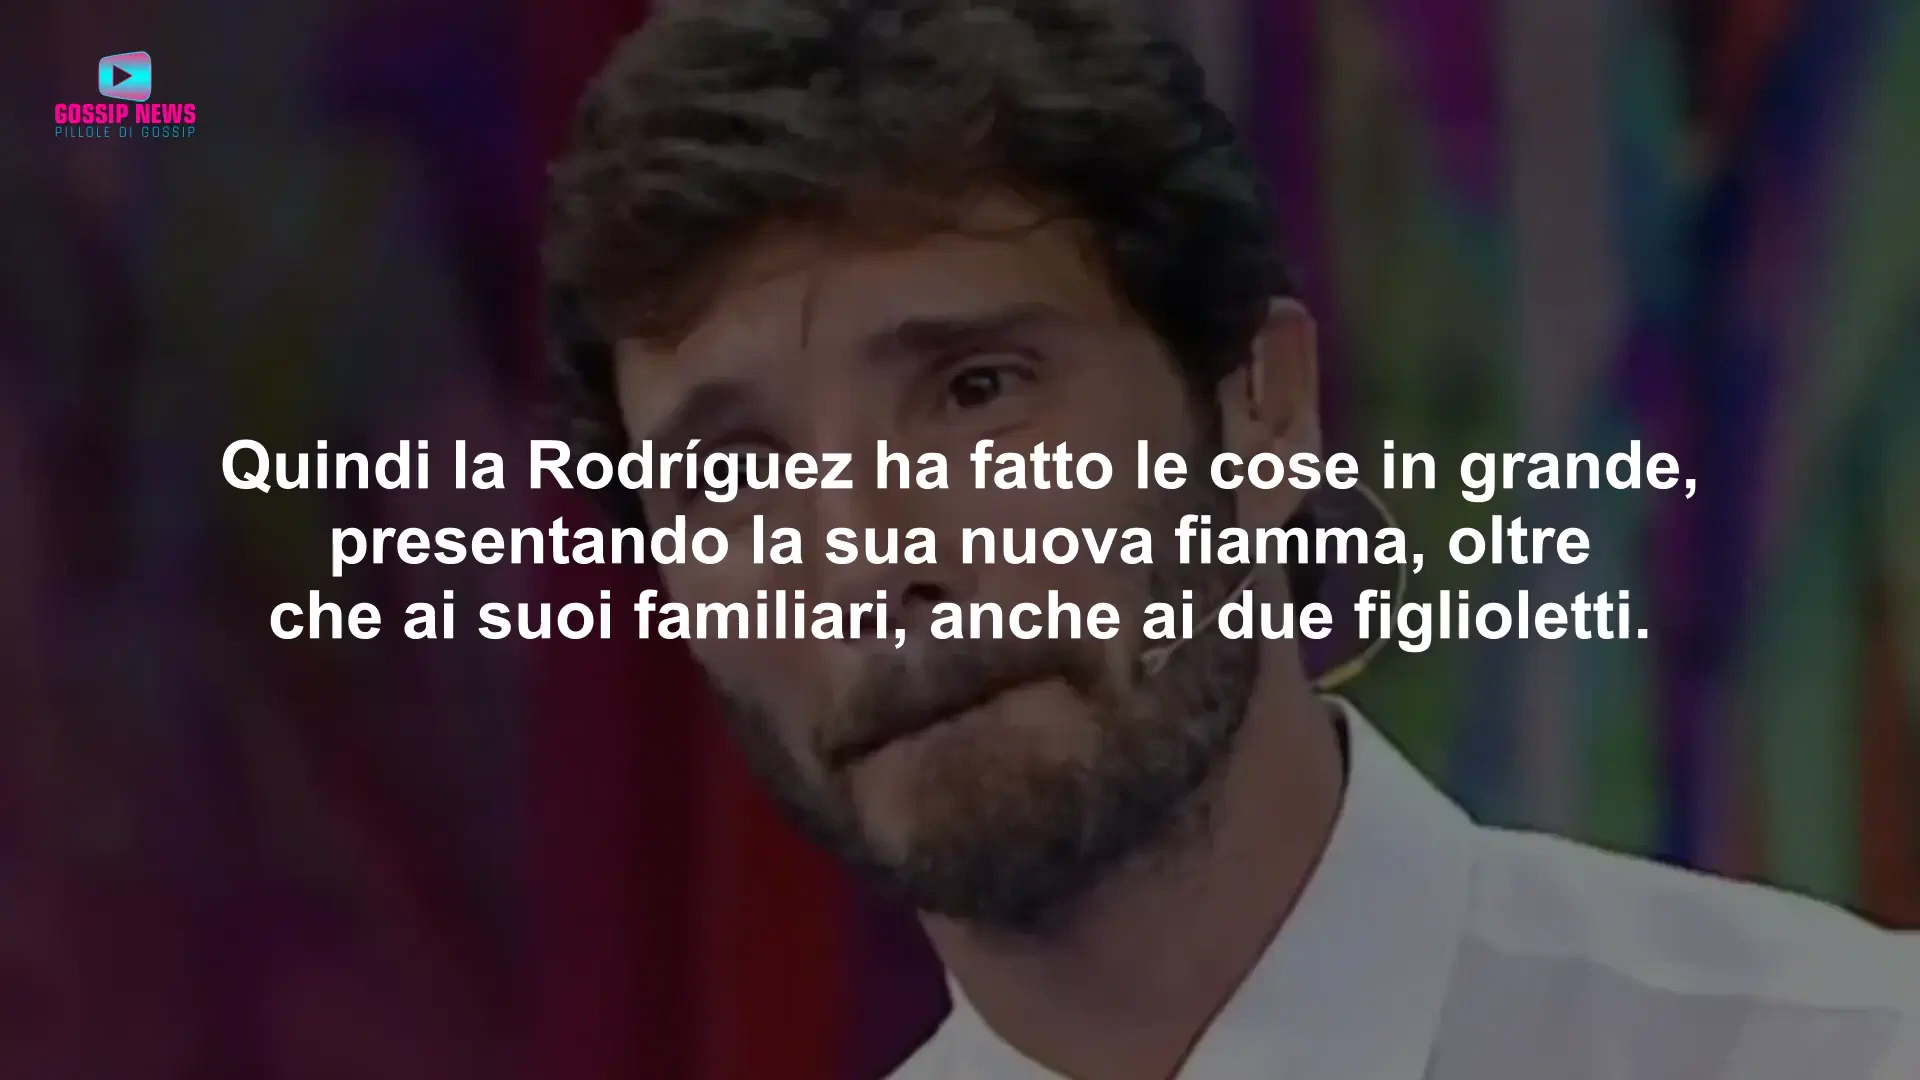 GOSSIP NEWS
PILLOLE DI GOSSIP
Quindi la Rodríguez ha fatto le cose in grande,
presentando la sua nuova fiamma, oltre
che ai suoi familiari, anche ai due figlioletti.